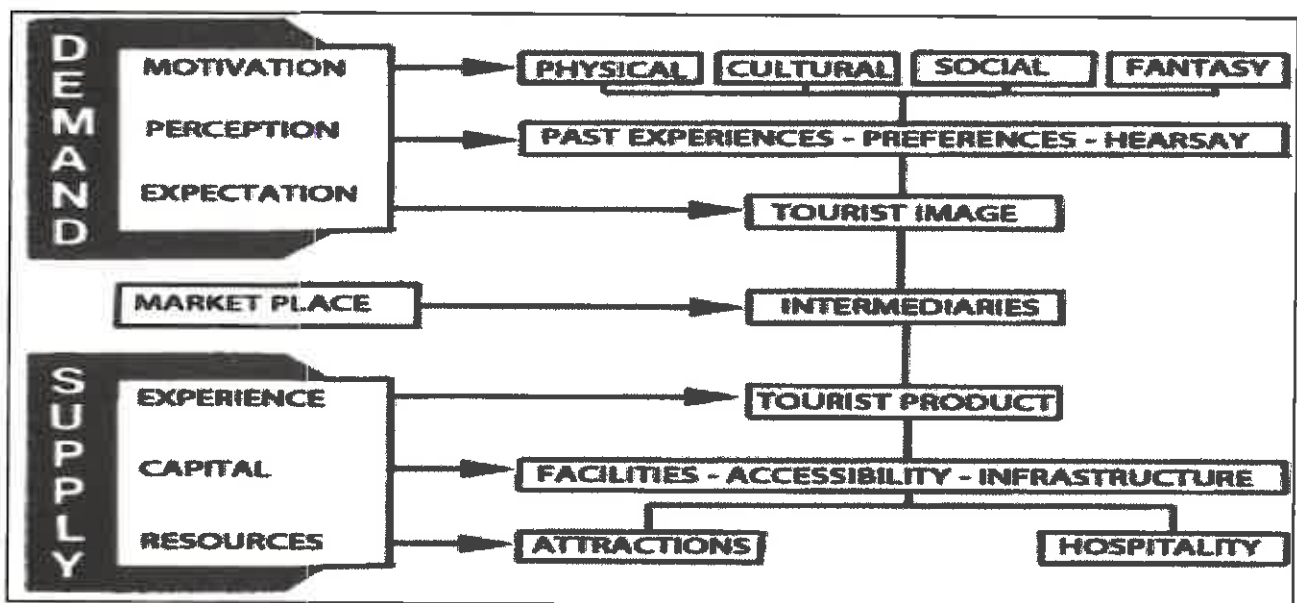 DEMAND
MOTIVATION
PHYSICAL
CULTURAL
SOCIAL
FANTASY
PERCEPTION
PAST EXPERIENCES - PREFERENCES - HEARSAY
EXPECTATION
TOURIST IMAGE
MARKET PLACE
INTERMEDIARIES
SUPPLY
EXPERIENCE
TOURIST PRODUCT
CAPITAL
FACILITIES - ACCESSIBILITY - INFRASTRUCTURE
RESOURCES
ATTRACTIONS
HOSPITALITY